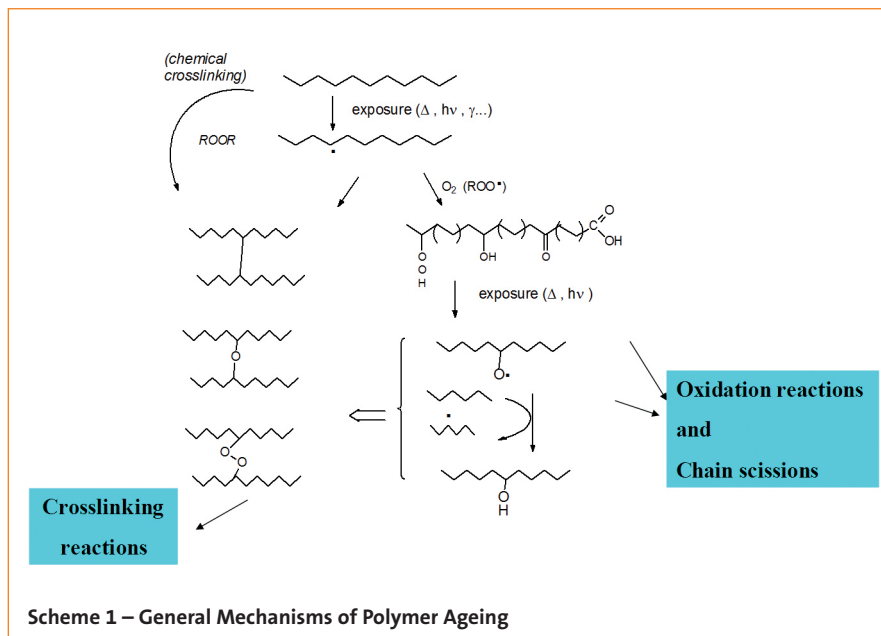 (chemical
crosslinking)
exposure (Δ , hν , γ...)
ROOR
O₂ (ROO▪)
O
C
OH
O
O
H
OH
O
exposure (Δ , hν )
O
O▪
O
O
O
H
Oxidation reactions
and
Chain scissions
Crosslinking
reactions
Scheme 1 – General Mechanisms of Polymer Ageing